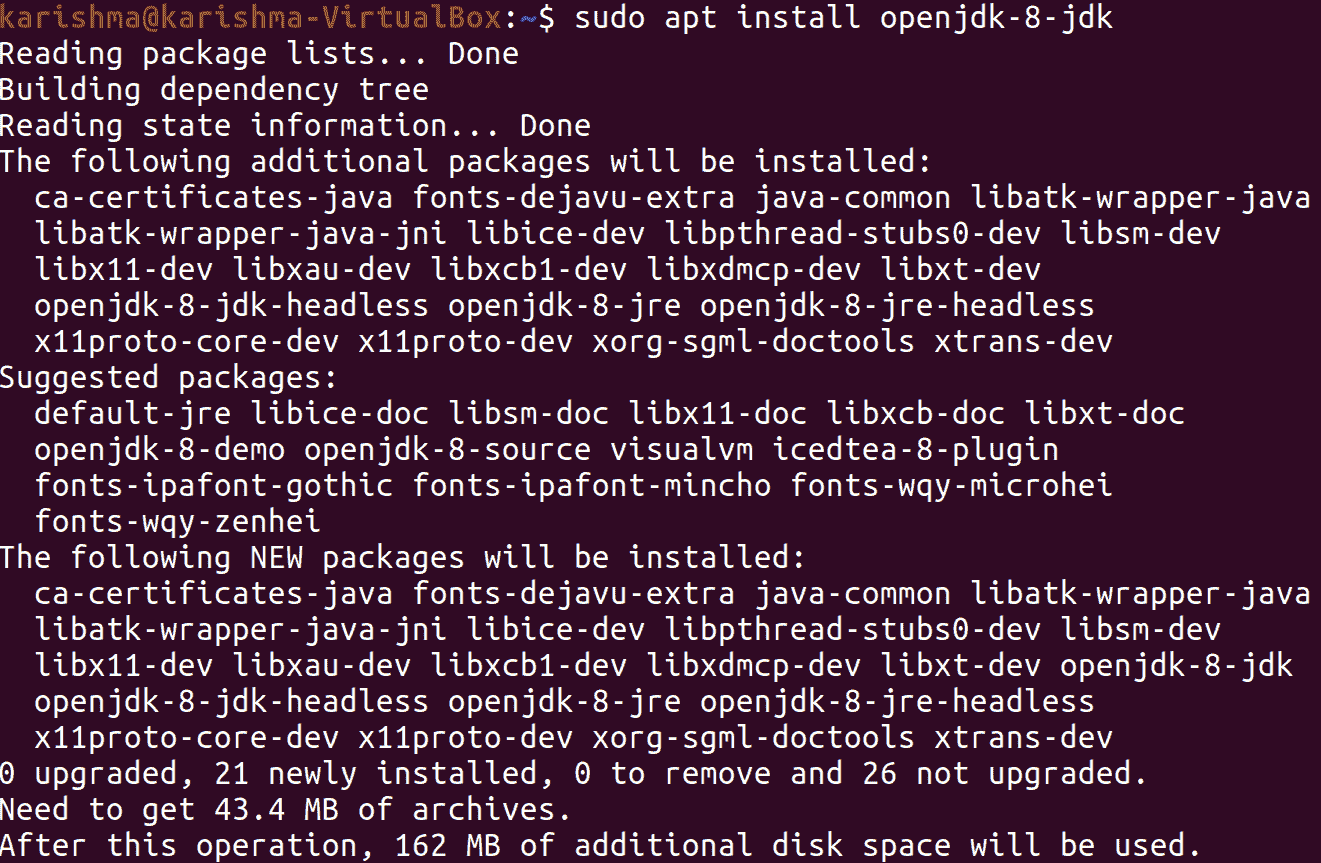 karishma@karishma-VirtualBox:~$ sudo apt install openjdk-8-jdk
Reading package lists... Done
Building dependency tree
Reading state information... Done
The following additional packages will be installed:
  ca-certificates-java fonts-dejavu-extra java-common libatk-wrapper-java
  libatk-wrapper-java-jni libice-dev libpthread-stubs0-dev libsm-dev
  libx11-dev libxau-dev libxcb1-dev libxdmcp-dev libxt-dev
  openjdk-8-jdk-headless openjdk-8-jre openjdk-8-jre-headless
  x11proto-core-dev x11proto-dev xorg-sgml-doctools xtrans-dev
Suggested packages:
  default-jre libice-doc libsm-doc libx11-doc libxcb-doc libxt-doc
  openjdk-8-demo openjdk-8-source visualvm icedtea-8-plugin
  fonts-ipafont-gothic fonts-ipafont-mincho fonts-wqy-microhei
  fonts-wqy-zenhei
The following NEW packages will be installed:
  ca-certificates-java fonts-dejavu-extra java-common libatk-wrapper-java
  libatk-wrapper-java-jni libice-dev libpthread-stubs0-dev libsm-dev
  libx11-dev libxau-dev libxcb1-dev libxdmcp-dev libxt-dev openjdk-8-jdk
  openjdk-8-jdk-headless openjdk-8-jre openjdk-8-jre-headless
  x11proto-core-dev x11proto-dev xorg-sgml-doctools xtrans-dev
0 upgraded, 21 newly installed, 0 to remove and 26 not upgraded.
Need to get 43.4 MB of archives.
After this operation, 162 MB of additional disk space will be used.